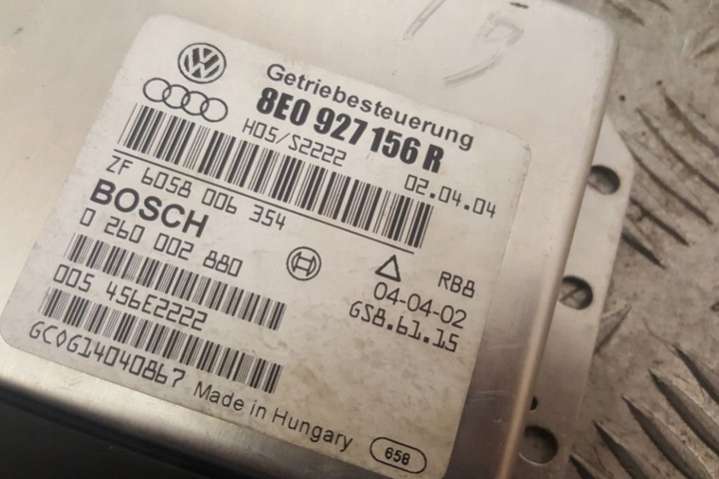 Getriebesteuerung
8E0 927 156 R
H05/S2222 02.04.04
ZF 6058 006 354
BOSCH
0 260 002 880
RB8
04-04-02
005 456E2222
GS8.61.15
GC0G14040867
Made in Hungary
658